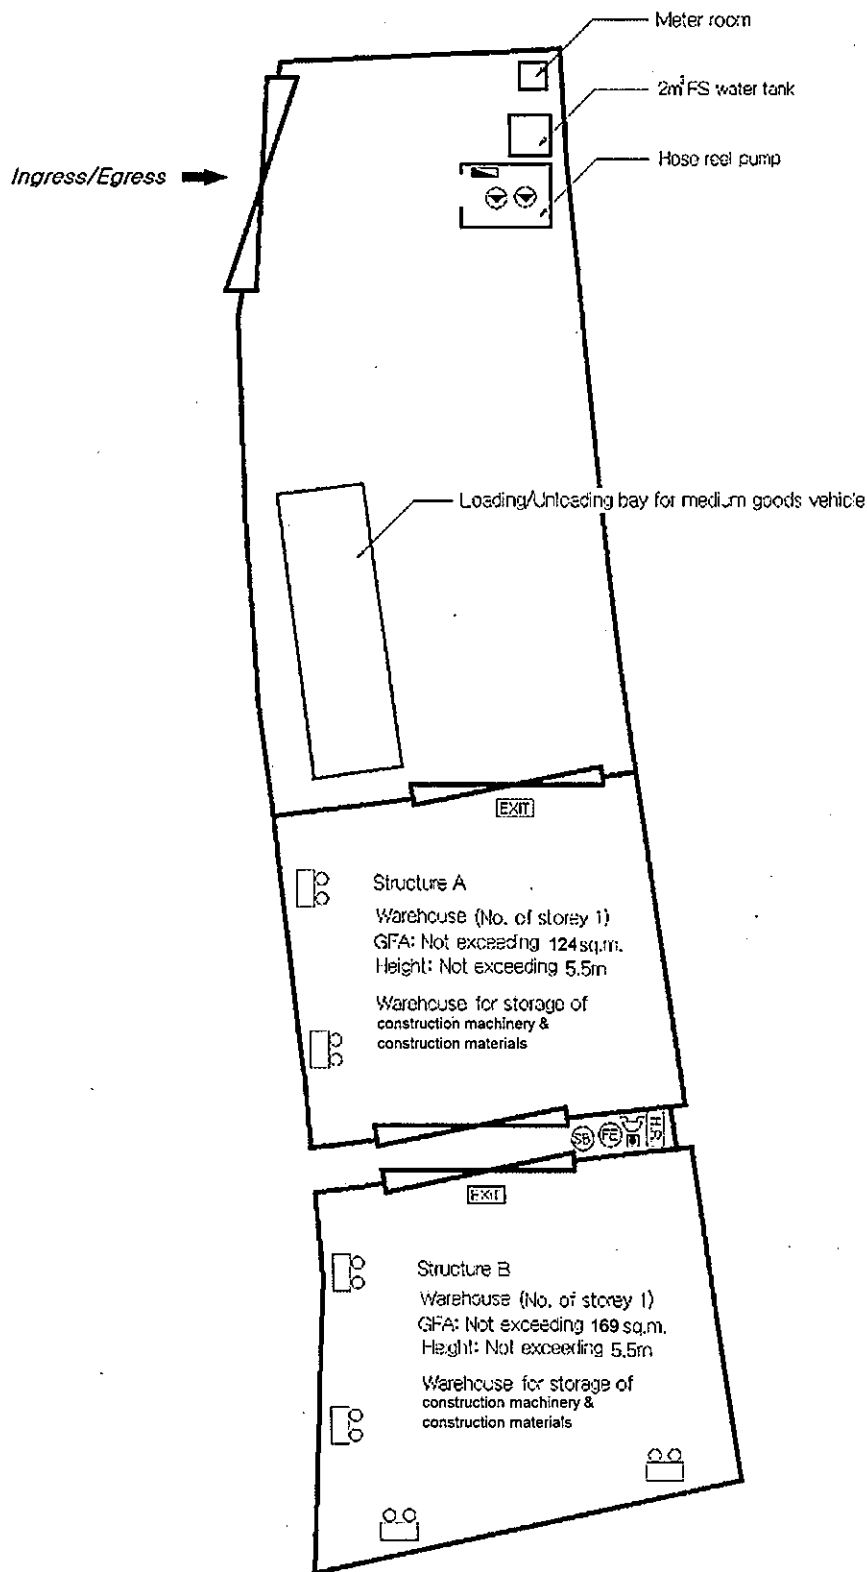 Meter room
2m³ FS water tank
Hose reel pump
Ingress/Egress
Loading/Unloading bay for medium goods vehicle
EXIT
Structure A
Warehouse (No. of storey 1)
GFA: Not exceeding 124 sq.m.
Height: Not exceeding 5.5m
Warehouse for storage of
construction machinery &
construction materials
SB FE HR
EXIT
Structure B
Warehouse (No. of storey 1)
GFA: Not exceeding 169 sq.m.
Height: Not exceeding 5.5m
Warehouse for storage of
construction machinery &
construction materials